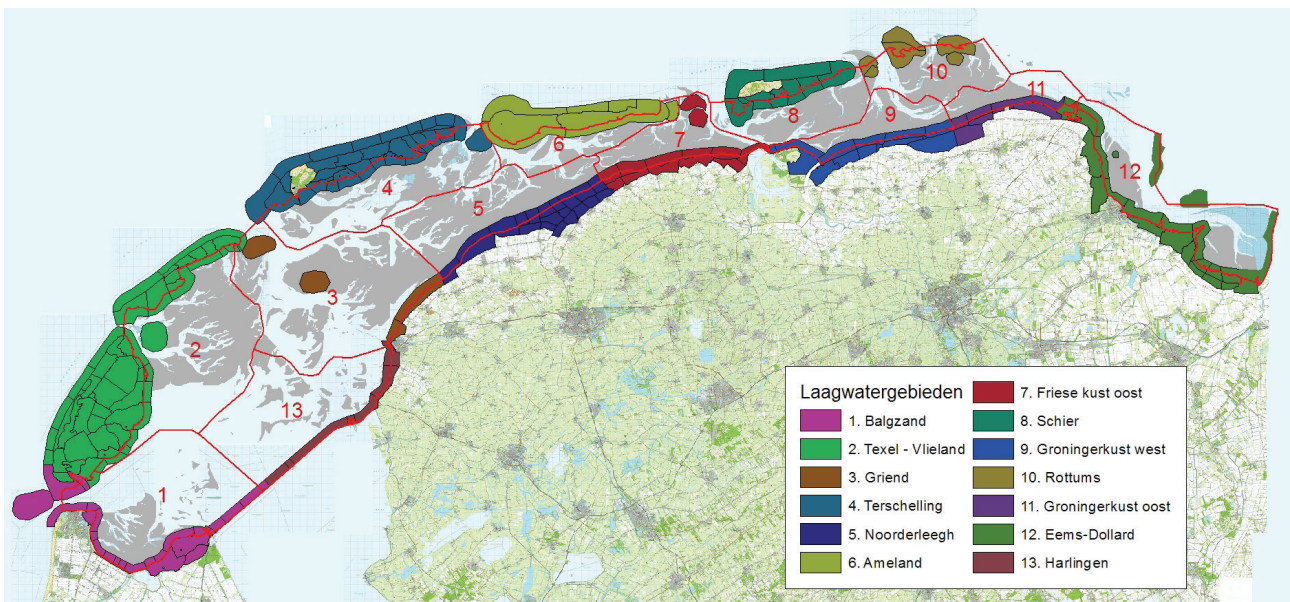 10
11
8
9
7
6
12
4
5
3
2
13
1
Laagwatergebieden
1. Balgzand
2. Texel - Vlieland
3. Griend
4. Terschelling
5. Noorderleegh
6. Ameland
7. Friese kust oost
8. Schier
9. Groningerkust west
10. Rottums
11. Groningerkust oost
12. Eems-Dollard
13. Harlingen